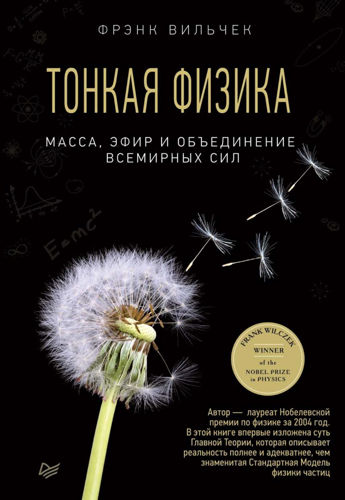 ФРЭНК ВИЛЬЧЕК
ТОНКАЯ ФИЗИКА
МАССА, ЭФИР И ОБЪЕДИНЕНИЕ
ВСЕМИРНЫХ СИЛ
E=mc²
FRANK WILCZEK
WINNER
of the
NOBEL PRIZE
in PHYSICS
Автор — лауреат Нобелевской
премии по физике за 2004 год.
В этой книге впервые изложена суть
Главной Теории, которая описывает
реальность полнее и адекватнее, чем
знаменитая Стандартная Модель
физики частиц